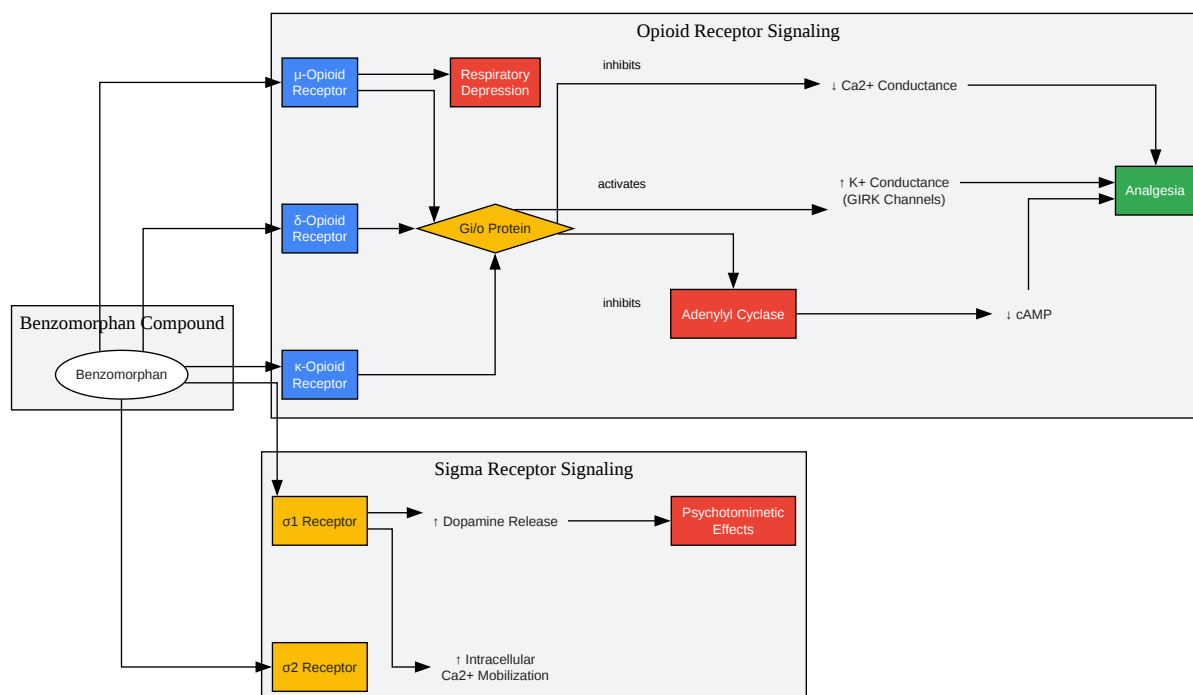 Opioid Receptor Signaling
μ-Opioid
Receptor
Respiratory
Depression
inhibits
↓ Ca2+ Conductance
activates
↑ K+ Conductance
(GIRK Channels)
Analgesia
δ-Opioid
Receptor
Gi/o Protein
inhibits
Adenylyl Cyclase
↓ cAMP
Benzomorphan Compound
Benzomorphan
κ-Opioid
Receptor
Sigma Receptor Signaling
σ1 Receptor
↑ Dopamine Release
Psychotomimetic
Effects
σ2 Receptor
↑ Intracellular
Ca2+ Mobilization